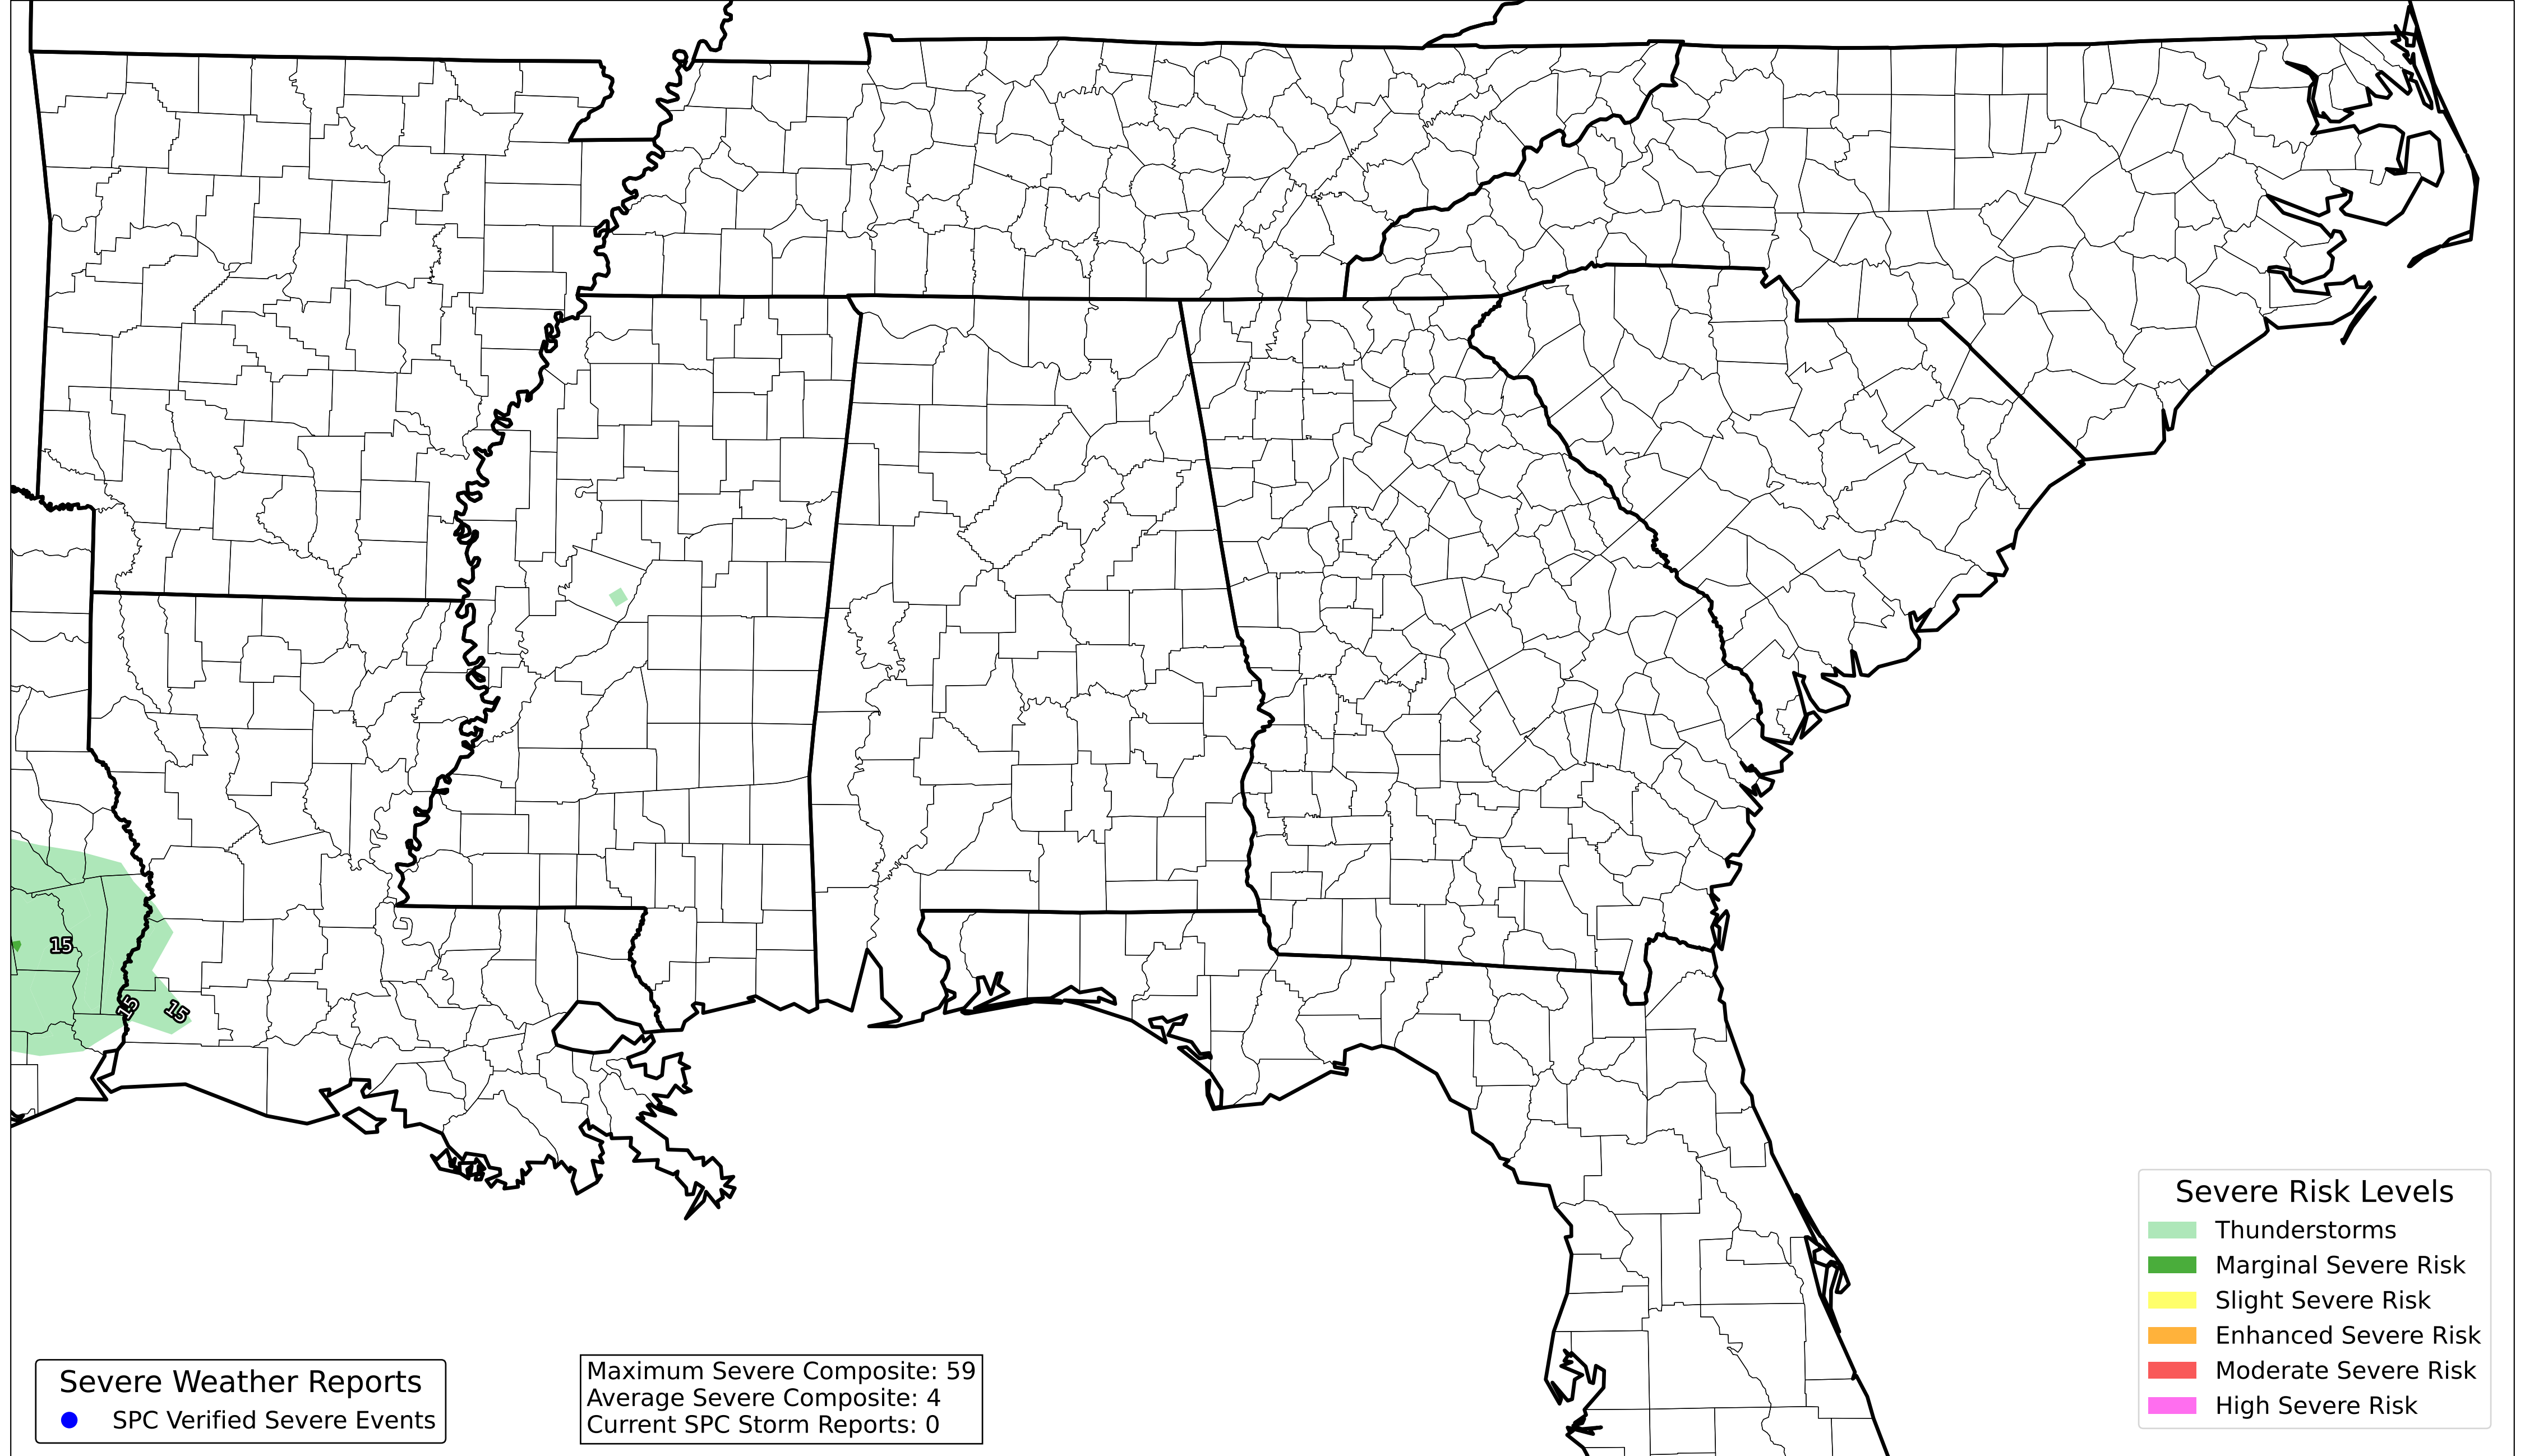 15
15
15
Severe Risk Levels
Thunderstorms
Marginal Severe Risk
Slight Severe Risk
Enhanced Severe Risk
Moderate Severe Risk
High Severe Risk
Severe Weather Reports
SPC Verified Severe Events
Maximum Severe Composite: 59
Average Severe Composite: 4
Current SPC Storm Reports: 0